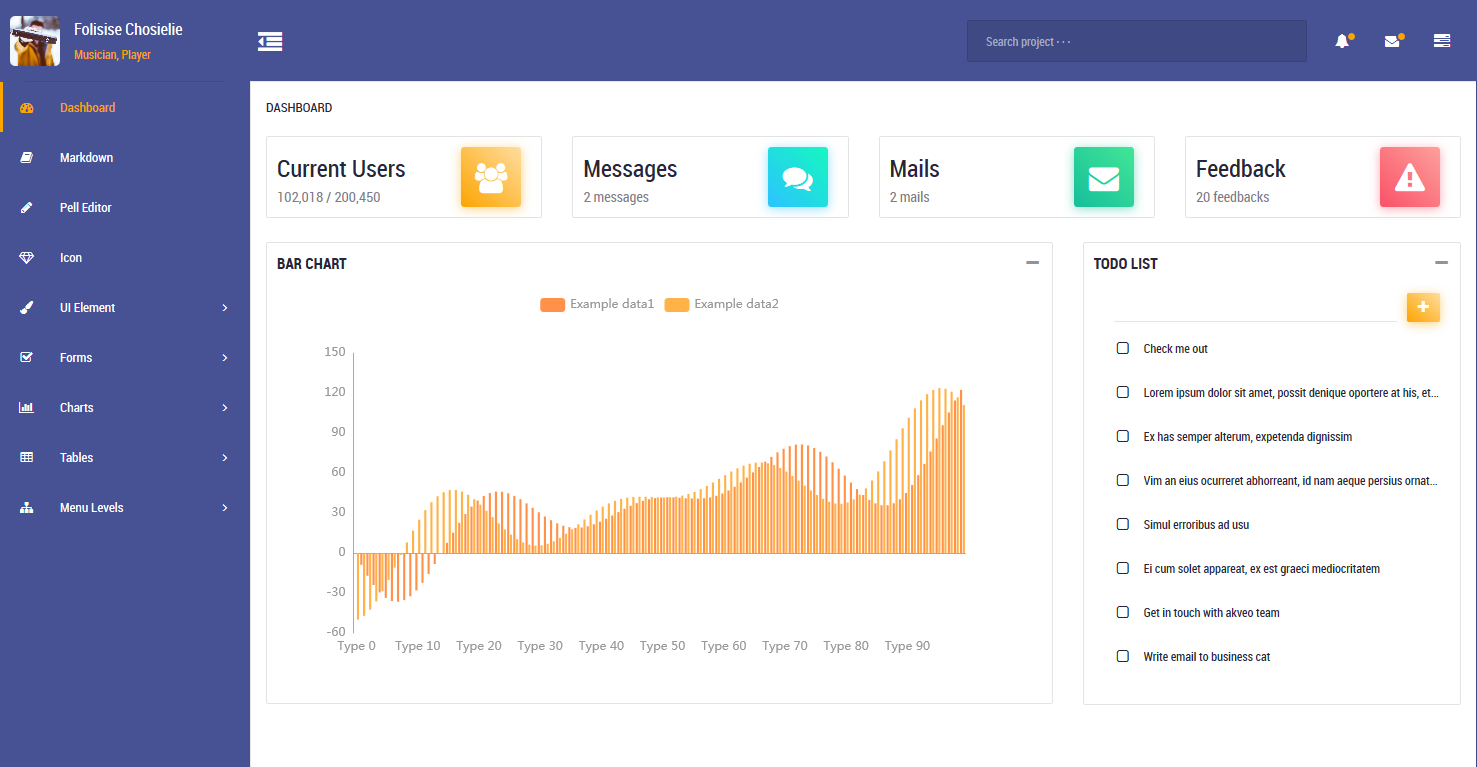 Folisise Chosielie
Musician, Player
Search project · · ·
Dashboard
Markdown
Pell Editor
Icon
UI Element
Forms
Charts
Tables
Menu Levels
DASHBOARD
Current Users
102,018 / 200,450
Messages
2 messages
Mails
2 mails
Feedback
20 feedbacks
BAR CHART
Example data1 Example data2
150
120
90
60
30
0
-30
-60
Type 0 Type 10 Type 20 Type 30 Type 40 Type 50 Type 60 Type 70 Type 80 Type 90
TODO LIST
Check me out
Lorem ipsum dolor sit amet, possit denique oportere at his, et...
Ex has semper alterum, expetenda dignissim
Vim an eius ocurreret abhorreant, id nam aeque persius ornat...
Simul erroribus ad usu
Ei cum solet appareat, ex est graeci mediocritatem
Get in touch with akveo team
Write email to business cat